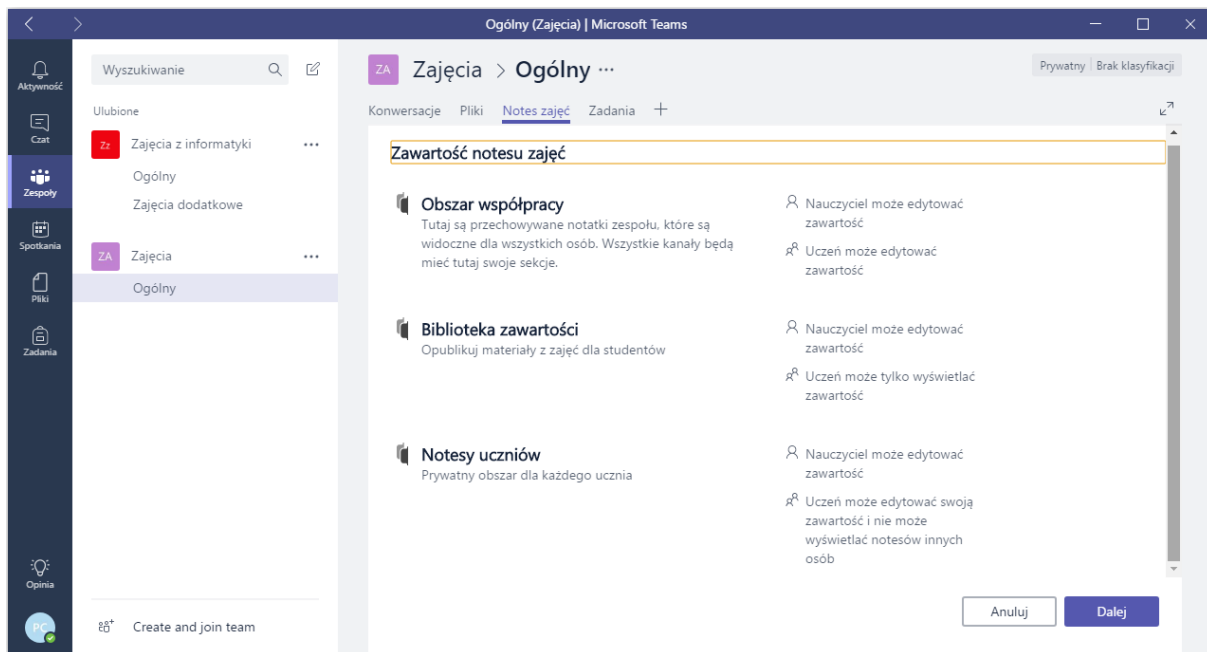 Ogólny (Zajęcia) | Microsoft Teams
Aktywność
Czat
Zespoły
Spotkania
Pliki
Zadania
Opinia
PC
Wyszukiwanie
Ulubione
Zz
Zajęcia z informatyki
Ogólny
Zajęcia dodatkowe
ZA
Zajęcia
Ogólny
Create and join team
ZA Zajęcia > Ogólny ···
Prywatny | Brak klasyfikacji
Konwersacje Pliki Notes zajęć Zadania +
Zawartość notesu zajęć
Obszar współpracy
Tutaj są przechowywane notatki zespołu, które są
widoczne dla wszystkich osób. Wszystkie kanały będą
mieć tutaj swoje sekcje.
Nauczyciel może edytować
zawartość
Uczeń może edytować
zawartość
Biblioteka zawartości
Opublikuj materiały z zajęć dla studentów
Nauczyciel może edytować
zawartość
Uczeń może tylko wyświetlać
zawartość
Notesy uczniów
Prywatny obszar dla każdego ucznia
Nauczyciel może edytować
zawartość
Uczeń może edytować swoją
zawartość i nie może
wyświetlać notesów innych
osób
Anuluj
Dalej